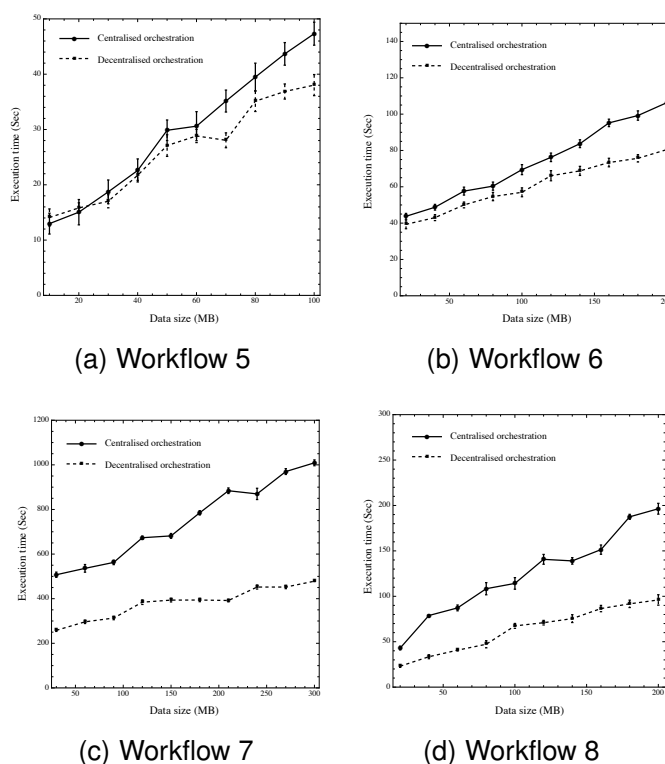 50
40
30
20
10
0
Execution time (Sec)
Centralised orchestration
Decentralised orchestration
20
40
60
80
100
Data size (MB)
(a) Workflow 5
140
120
100
80
60
40
20
0
Execution time (Sec)
Centralised orchestration
Decentralised orchestration
50
100
150
Data size (MB)
(b) Workflow 6
1200
1000
800
600
400
200
0
Execution time (Sec)
Centralised orchestration
Decentralised orchestration
50
100
150
200
250
300
Data size (MB)
(c) Workflow 7
300
250
200
150
100
50
0
Execution time (Sec)
Centralised orchestration
Decentralised orchestration
50
100
150
200
Data size (MB)
(d) Workflow 8